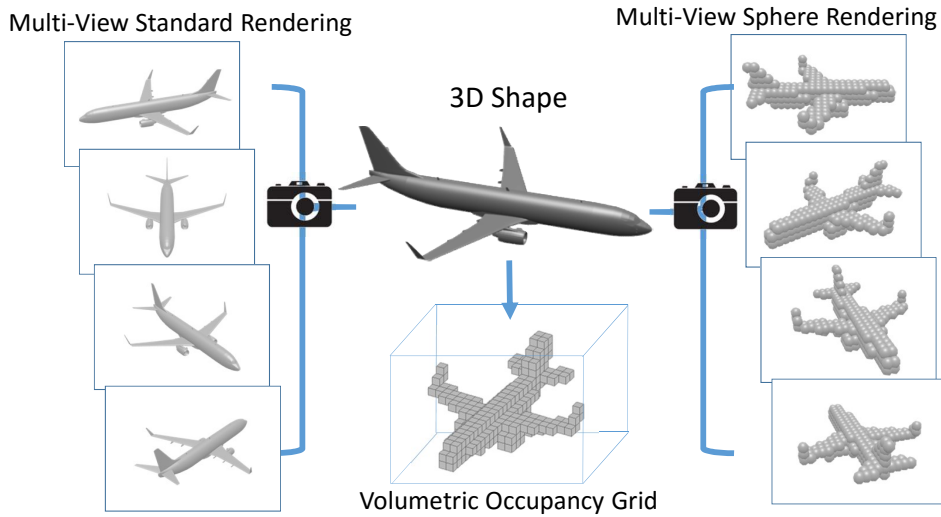 Multi-View Standard Rendering
Multi-View Sphere Rendering
3D Shape
Volumetric Occupancy Grid